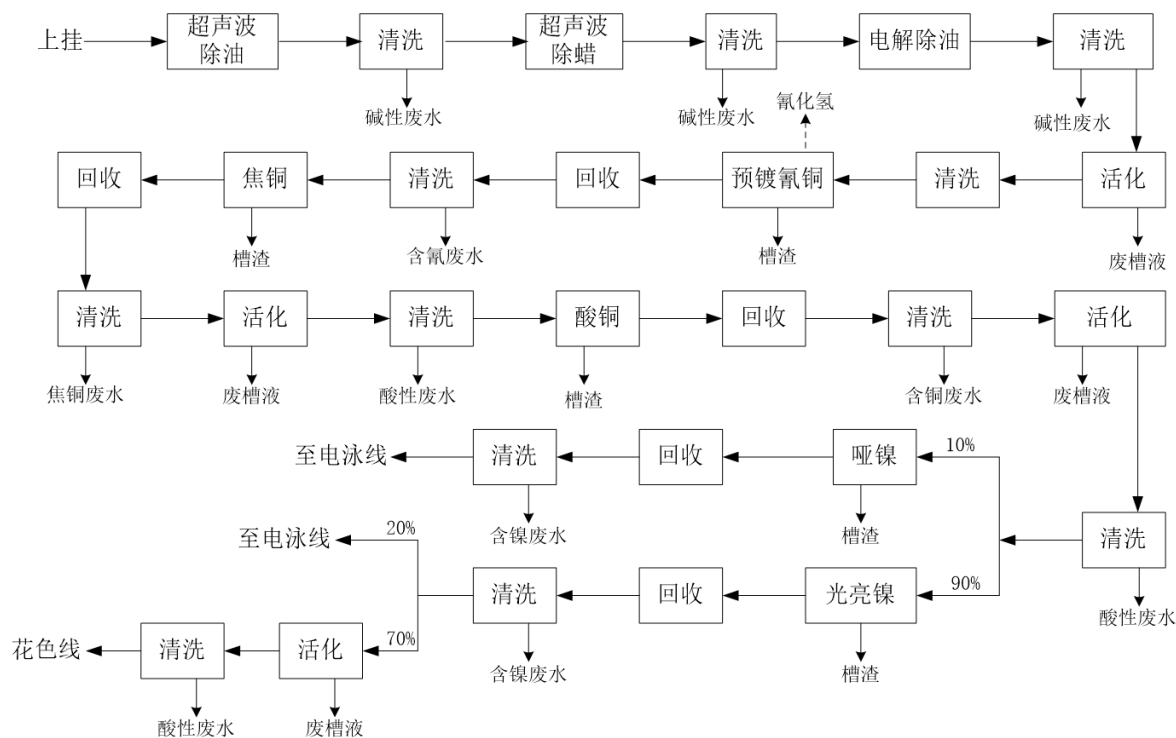 上挂
超声波
除油
清洗
超声波
除蜡
清洗
电解除油
清洗
碱性废水
碱性废水
氰化氢
碱性废水
回收
焦铜
清洗
回收
预镀氰铜
清洗
活化
槽渣
含氰废水
槽渣
废槽液
清洗
活化
清洗
酸铜
回收
清洗
活化
焦铜废水
废槽液
酸性废水
槽渣
含铜废水
废槽液
至电泳线
清洗
回收
哑镍
10%
含镍废水
槽渣
至电泳线
20%
清洗
清洗
回收
光亮镍
90%
酸性废水
花色线
清洗
活化
70%
含镍废水
槽渣
酸性废水
废槽液